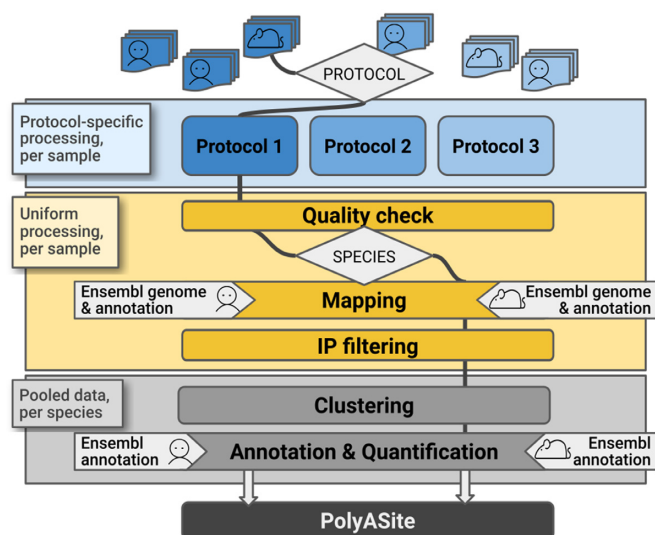 PROTOCOL
Protocol-specific
processing,
per sample
Protocol 1
Protocol 2
Protocol 3
Uniform
processing,
per sample
Quality check
SPECIES
Ensembl genome
& annotation
Mapping
Ensembl genome
& annotation
IP filtering
Pooled data,
per species
Clustering
Ensembl
annotation
Annotation & Quantification
Ensembl
annotation
PolyASite